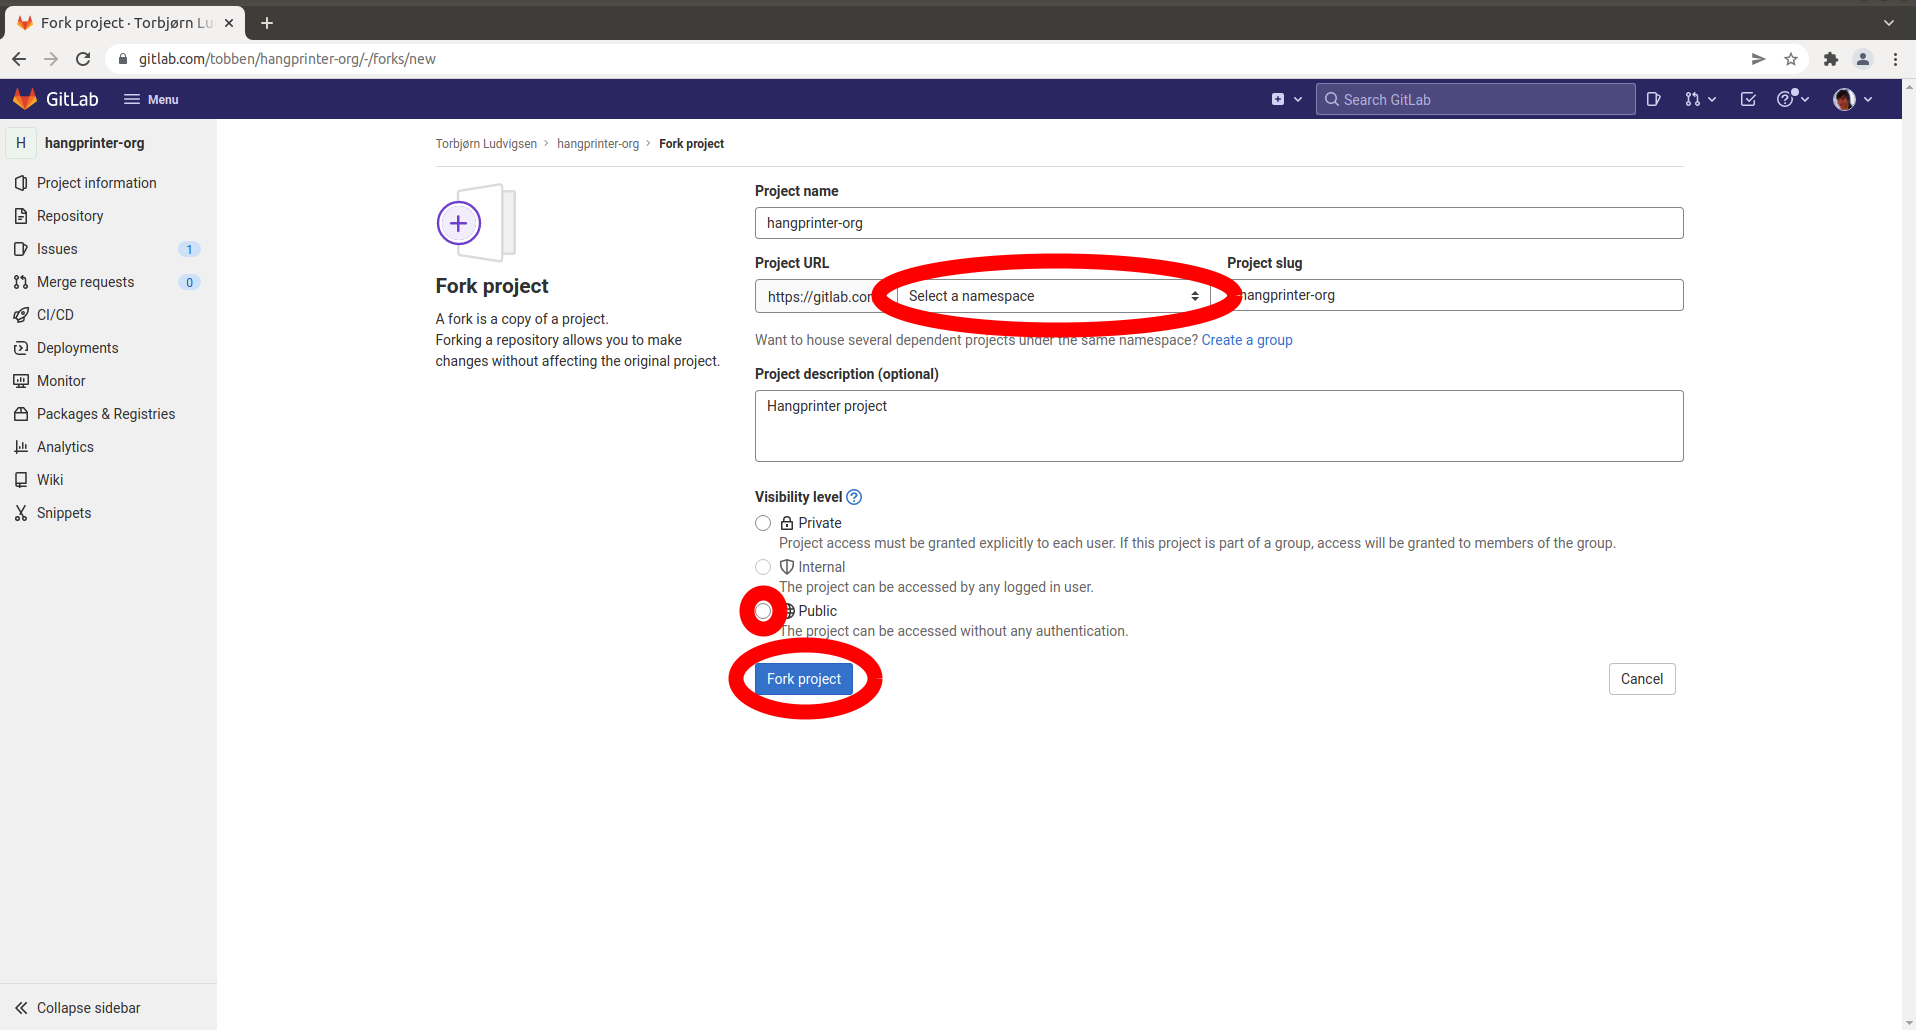 Fork project · Torbjørn Lu
gitlab.com/tobben/hangprinter-org/-/forks/new
GitLab
Menu
Search GitLab
H
hangprinter-org
Project information
Repository
Issues
1
Merge requests
0
CI/CD
Deployments
Monitor
Packages & Registries
Analytics
Wiki
Snippets
Collapse sidebar
Torbjørn Ludvigsen > hangprinter-org > Fork project
Fork project
A fork is a copy of a project.
Forking a repository allows you to make
changes without affecting the original project.
Project name
hangprinter-org
Project URL
https://gitlab.com
Select a namespace
Project slug
hangprinter-org
Want to house several dependent projects under the same namespace? Create a group
Project description (optional)
Hangprinter project
Visibility level
Private
Project access must be granted explicitly to each user. If this project is part of a group, access will be granted to members of the group.
Internal
The project can be accessed by any logged in user.
Public
The project can be accessed without any authentication.
Fork project
Cancel